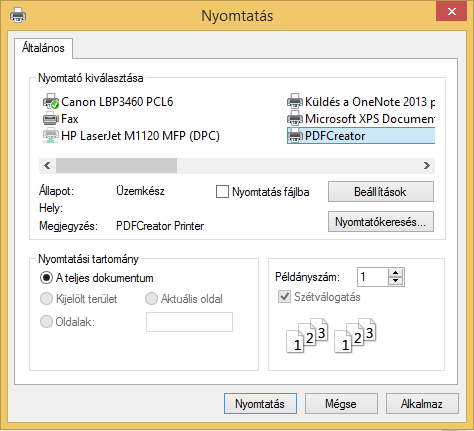 Nyomtatás
Általános
Nyomtató kiválasztása
Canon LBP3460 PCL6
Küldés a OneNote 2013 p
Fax
Microsoft XPS Documen
HP LaserJet M1120 MFP (DPC)
PDFCreator
Állapot: Üzemkész
Nyomtatás fájlba
Beállítások
Hely:
Megjegyzés: PDFCreator Printer
Nyomtatókeresés...
Nyomtatási tartomány
A teljes dokumentum
Kijelölt terület
Aktuális oldal
Oldalak:
Példányszám: 1
Szétválogatás
1 2 3 1 2 3
Nyomtatás
Mégse
Alkalmaz